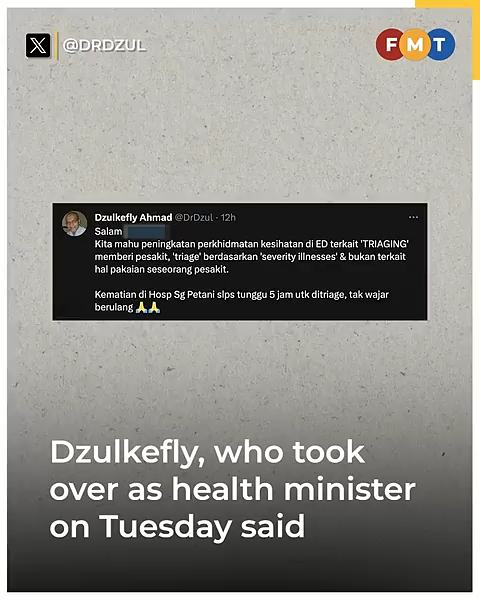 X @DRDZUL
FMT
Dzulkefly Ahmad @DrDzul · 12h
Salam
Kita mahu peningkatan perkhidmatan kesihatan di ED terkait 'TRIAGING'
memberi pesakit, 'triage' berdasarkan 'severity illnesses' & bukan terkait
hal pakaian seseorang pesakit.
Kematian di Hosp Sg Petani slps tunggu 5 jam utk ditriage, tak wajar
berulang 🙏🙏
Dzulkefly, who took
over as health minister
on Tuesday said